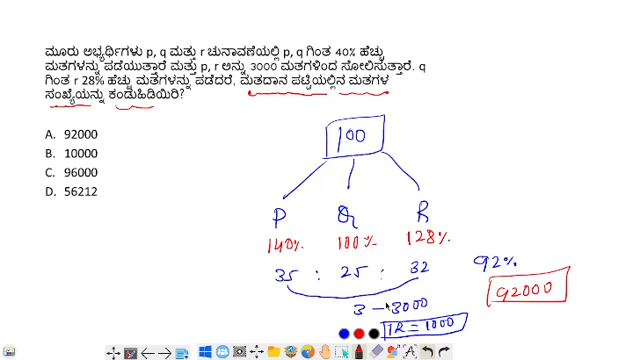 ಮೂರು ಅಭ್ಯರ್ಥಿಗಳು p, q ಮತ್ತು r ಚುನಾವಣೆಯಲ್ಲಿ p, q ಗಿಂತ 40% ಹೆಚ್ಚು
ಮತಗಳನ್ನು ಪಡೆಯುತ್ತಾರೆ ಮತ್ತು p, r ಅನ್ನು 3000 ಮತಗಳಿಂದ ಸೋಲಿಸುತ್ತಾರೆ. q
ಗಿಂತ r 28% ಹೆಚ್ಚು ಮತಗಳನ್ನು ಪಡೆದರೆ, ಮತದಾನ ಪಟ್ಟಿಯಲ್ಲಿನ ಮತಗಳ
ಸಂಖ್ಯೆಯನ್ನು ಕಂಡುಹಿಡಿಯಿರಿ?
A. 92000
B. 10000
C. 96000
D. 56212
100
P Q R
140% 100% 128%
35 : 25 : 32
92%
92000
3 – 3000
1R = 1000